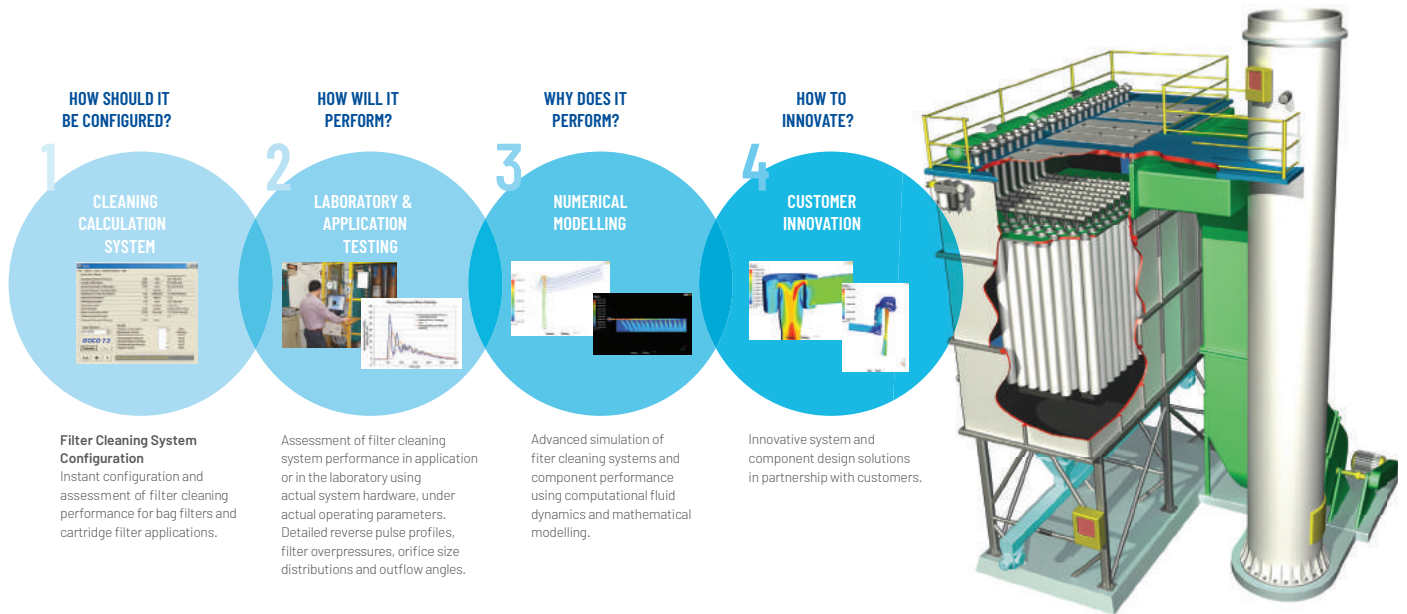 HOW SHOULD IT
BE CONFIGURED?
1
CLEANING
CALCULATION
SYSTEM
Filter Cleaning System
Configuration
Instant configuration and
assessment of filter cleaning
performance for bag filters and
cartridge filter applications.
HOW WILL IT
PERFORM?
2
LABORATORY &
APPLICATION
TESTING
Assessment of filter cleaning
system performance in application
or in the laboratory using
actual system hardware, under
actual operating parameters.
Detailed reverse pulse profiles,
filter overpressures, orifice size
distributions and outflow angles.
WHY DOES IT
PERFORM?
3
NUMERICAL
MODELLING
Advanced simulation of
fiter cleaning systems and
component performance
using computational fluid
dynamics and mathematical
modelling.
HOW TO
INNOVATE?
4
CUSTOMER
INNOVATION
Innovative system and
component design solutions
in partnership with customers.